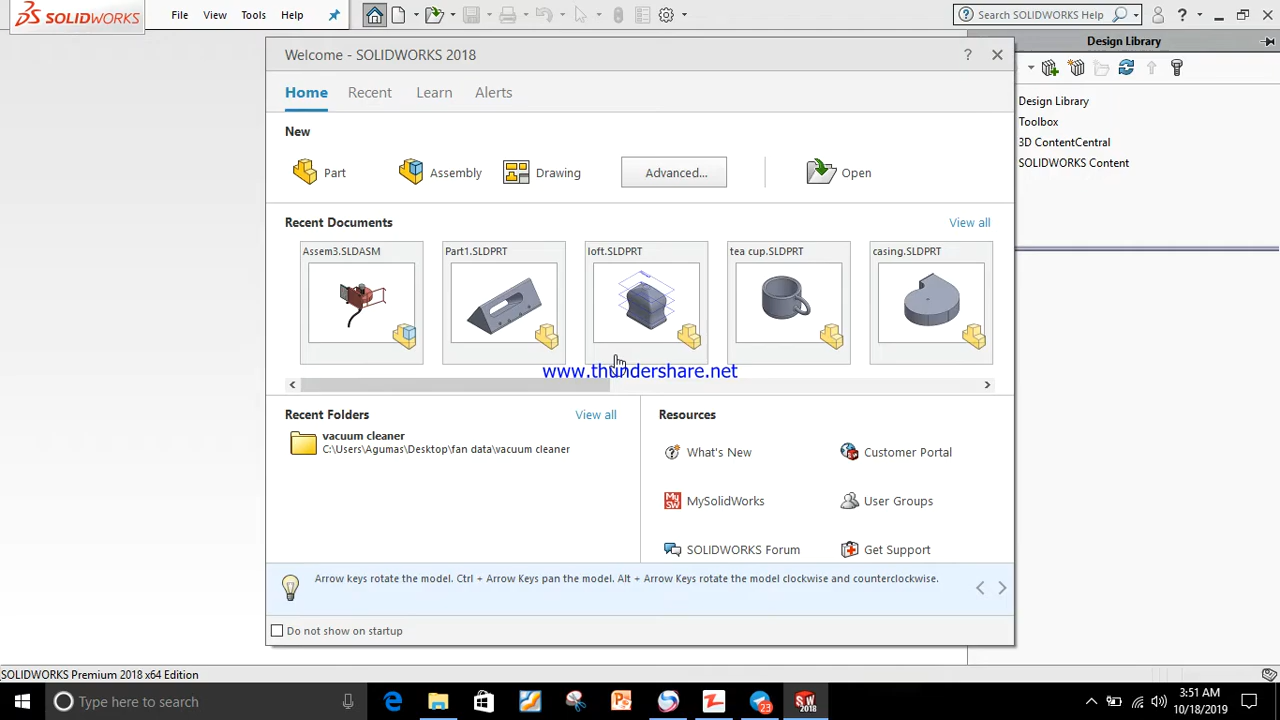 SOLIDWORKS
File View Tools Help
Search SOLIDWORKS Help
?
Design Library
Welcome - SOLIDWORKS 2018
?
Home Recent Learn Alerts
New
Part Assembly Drawing Advanced... Open
Recent Documents View all
Assem3.SLDASM Part1.SLDPRT loft.SLDPRT tea cup.SLDPRT casing.SLDPRT
www.thundershare.net
Recent Folders View all
vacuum cleaner
C:\Users\Agumas\Desktop\fan data\vacuum cleaner
Resources
What's New Customer Portal
MySolidWorks User Groups
SOLIDWORKS Forum Get Support
Arrow keys rotate the model. Ctrl + Arrow Keys pan the model. Alt + Arrow Keys rotate the model clockwise and counterclockwise.
Do not show on startup
Design Library
Toolbox
3D ContentCentral
SOLIDWORKS Content
SOLIDWORKS Premium 2018 x64 Edition
Type here to search
23
SW
2018
3:51 AM
10/18/2019